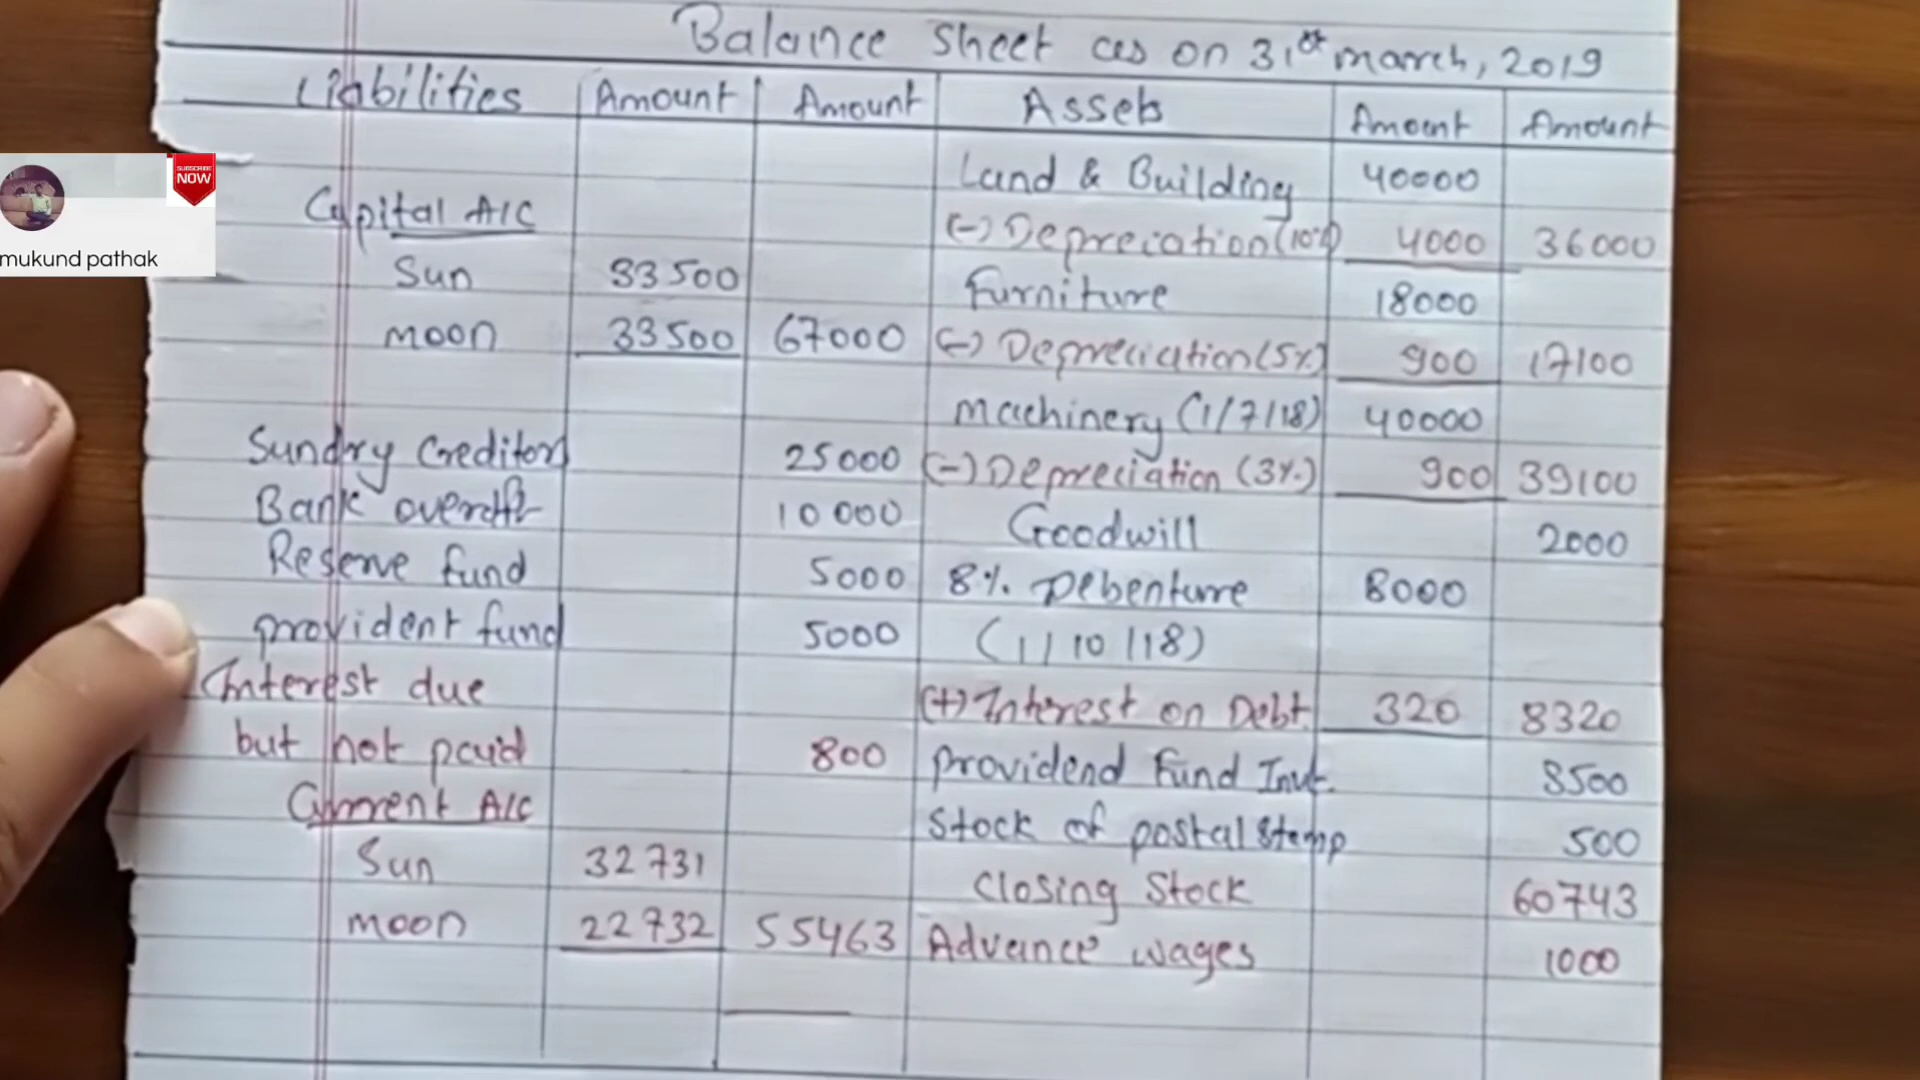 Balance Sheet as on 31st march, 2019
Liabilities Amount Amount Assets Amount Amount
Land & Building 40000
Capital A/C (-) Depreciation (10%) 4000 36000
Sun 33500 Furniture 18000
moon 33500 67000 (-) Depreciation (5%) 900 17100
machinery (1/7/18) 40000
Sundry Creditors 25000 (-) Depreciation (3%) 900 39100
Bank overdft 10000 Goodwill 2000
Reserve fund 5000 8% Debenture 8000
provident fund 5000 (1/10/18)
Interest due (+) Interest on Debt. 320 8320
but not paid 800 providend Fund Invt. 8500
Current A/C Stock of postal stamp 500
Sun 32731 Closing Stock 60743
moon 22732 55463 Advance wages 1000
SUBSCRIBE
NOW
mukund pathak